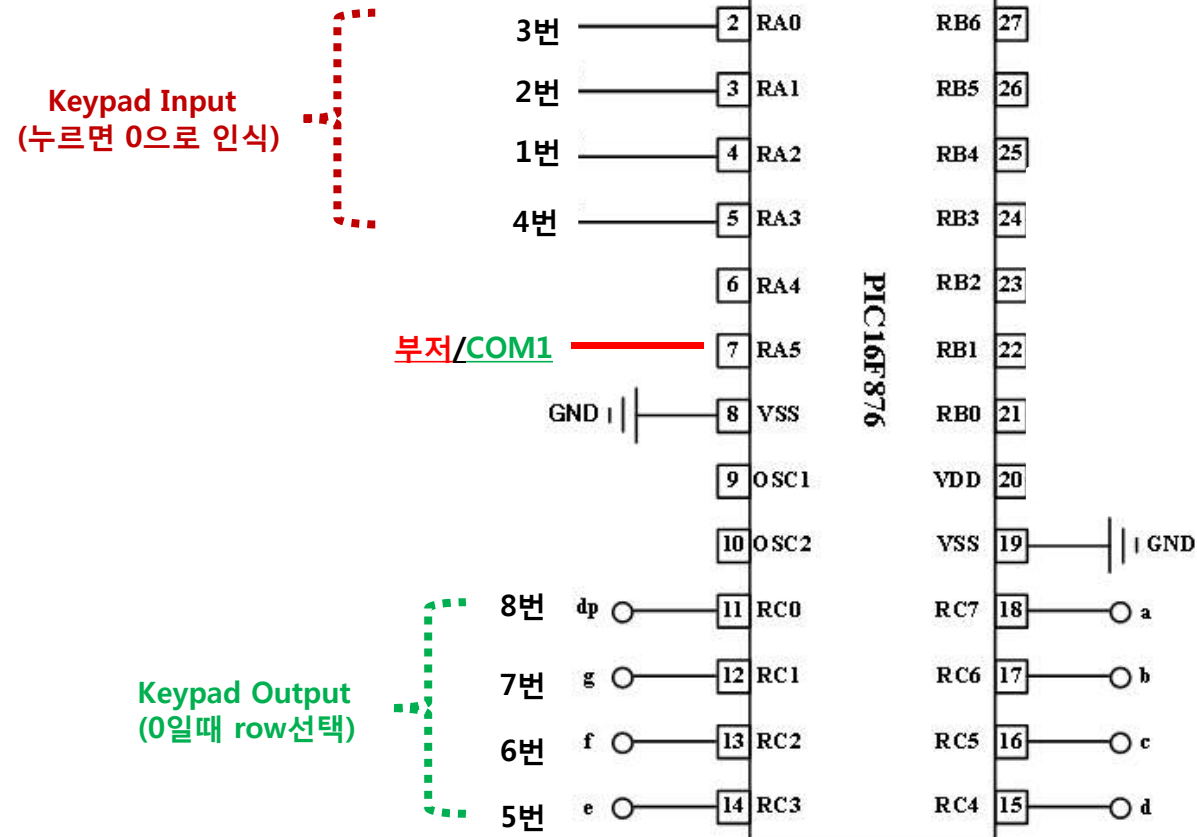 3번 2 RA0 RB6 27
Keypad Input
(누르면 0으로 인식)
2번 3 RA1 RB5 26
1번 4 RA2 RB4 25
4번 5 RA3 RB3 24
6 RA4 RB2 23
부저/COM1 7 RA5 RB1 22
PIC16F876
GND 8 VSS RB0 21
9 OSC1 VDD 20
10 OSC2 VSS 19 GND
8번 dp 11 RC0 RC7 18 a
Keypad Output
(0일때 row선택)
7번 g 12 RC1 RC6 17 b
6번 f 13 RC2 RC5 16 c
5번 e 14 RC3 RC4 15 d